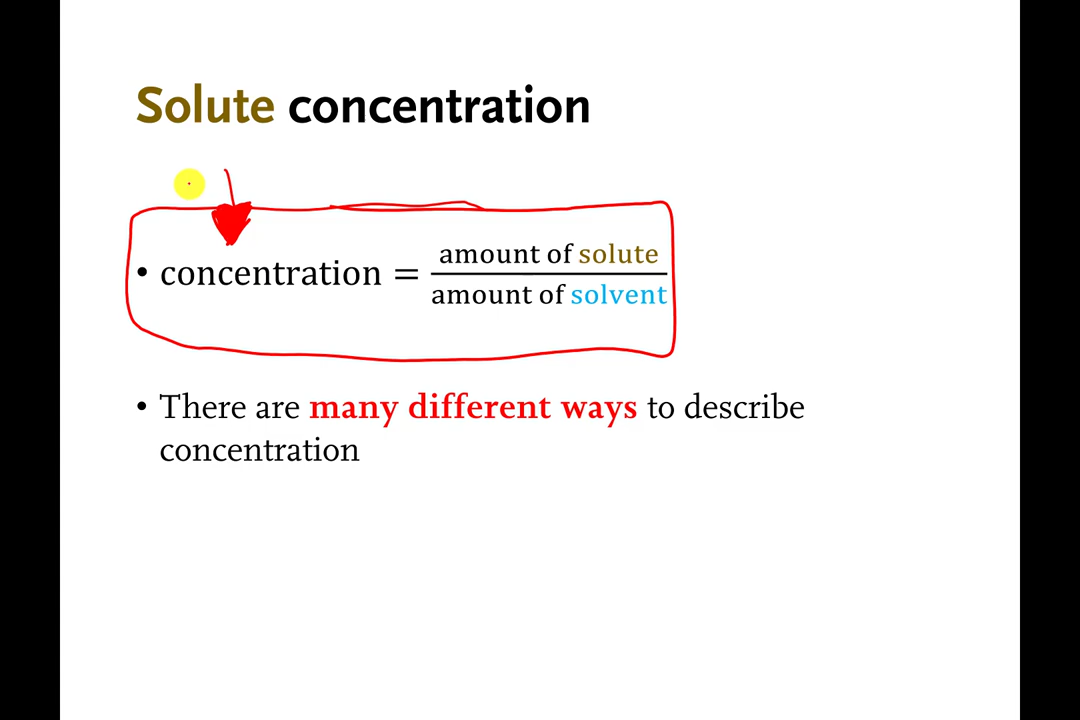 Solute concentration
• concentration = amount of solute / amount of solvent
• There are many different ways to describe
concentration